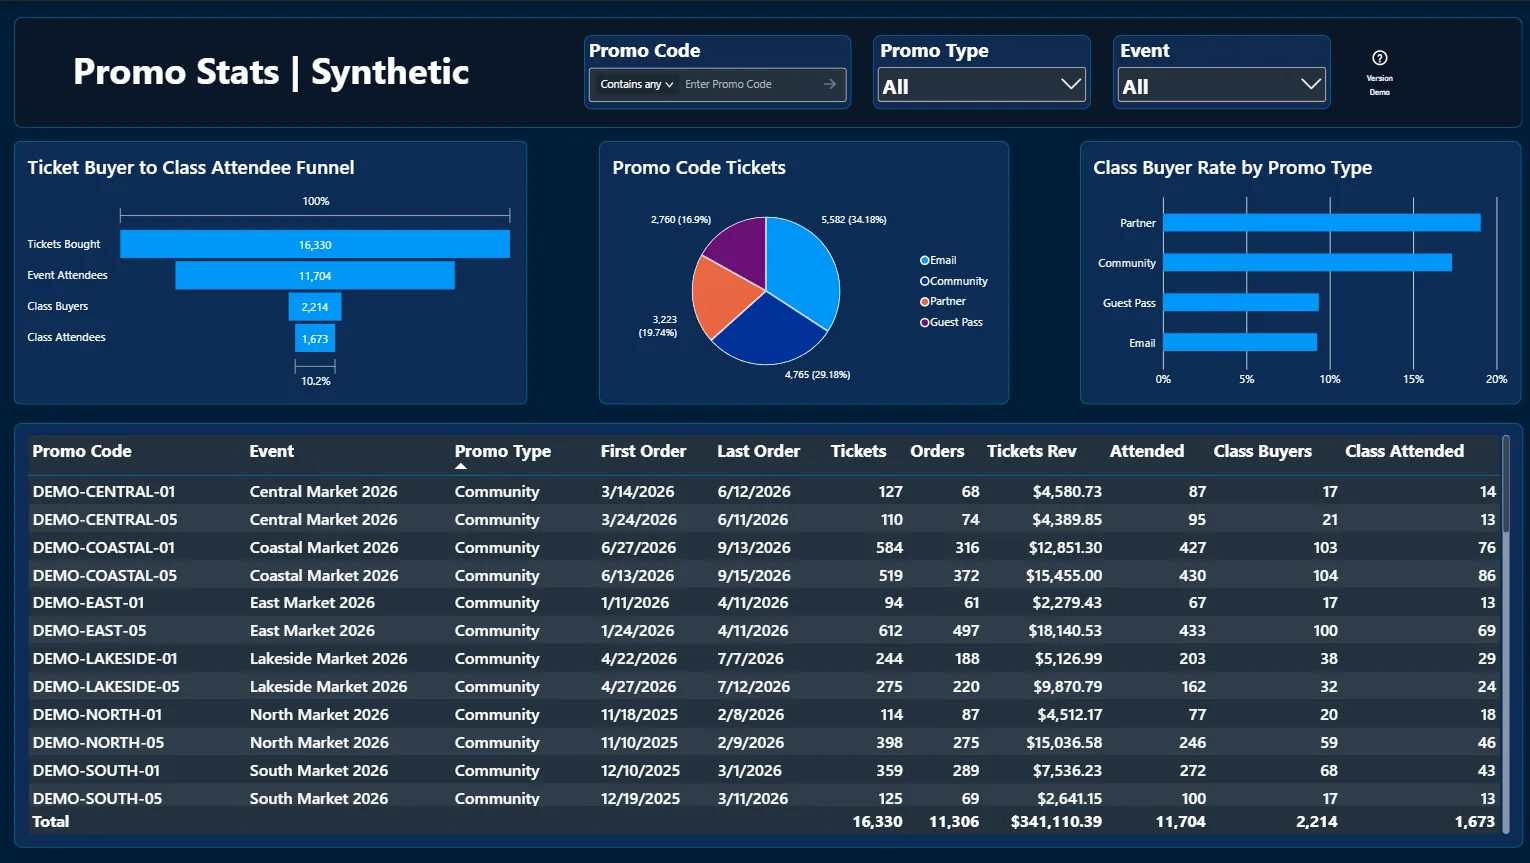 Promo Stats | Synthetic
Promo Code
Contains any Enter Promo Code
Promo Type
All
Event
All
?
Version
Demo
Ticket Buyer to Class Attendee Funnel
100%
Tickets Bought 16,330
Event Attendees 11,704
Class Buyers 2,214
Class Attendees 1,673
10.2%
Promo Code Tickets
2,760 (16.9%)
5,582 (34.18%)
3,223
(19.74%)
4,765 (29.18%)
Email
Community
Partner
Guest Pass
Class Buyer Rate by Promo Type
Partner
Community
Guest Pass
Email
0% 5% 10% 15% 20%
Promo Code Event Promo Type First Order Last Order Tickets Orders Tickets Rev Attended Class Buyers Class Attended
DEMO-CENTRAL-01 Central Market 2026 Community 3/14/2026 6/12/2026 127 68 $4,580.73 87 17 14
DEMO-CENTRAL-05 Central Market 2026 Community 3/24/2026 6/11/2026 110 74 $4,389.85 95 21 13
DEMO-COASTAL-01 Coastal Market 2026 Community 6/27/2026 9/13/2026 584 316 $12,851.30 427 103 76
DEMO-COASTAL-05 Coastal Market 2026 Community 6/13/2026 9/15/2026 519 372 $15,455.00 430 104 86
DEMO-EAST-01 East Market 2026 Community 1/11/2026 4/11/2026 94 61 $2,279.43 67 17 13
DEMO-EAST-05 East Market 2026 Community 1/24/2026 4/11/2026 612 497 $18,140.53 433 100 69
DEMO-LAKESIDE-01 Lakeside Market 2026 Community 4/22/2026 7/7/2026 244 188 $5,126.99 203 38 29
DEMO-LAKESIDE-05 Lakeside Market 2026 Community 4/27/2026 7/12/2026 275 220 $9,870.79 162 32 24
DEMO-NORTH-01 North Market 2026 Community 11/18/2025 2/8/2026 114 87 $4,512.17 77 20 18
DEMO-NORTH-05 North Market 2026 Community 11/10/2025 2/9/2026 398 275 $15,036.58 246 59 46
DEMO-SOUTH-01 South Market 2026 Community 12/10/2025 3/1/2026 359 289 $7,536.23 272 68 43
DEMO-SOUTH-05 South Market 2026 Community 12/19/2025 3/11/2026 125 69 $2,641.15 100 17 13
Total 16,330 11,306 $341,110.39 11,704 2,214 1,673